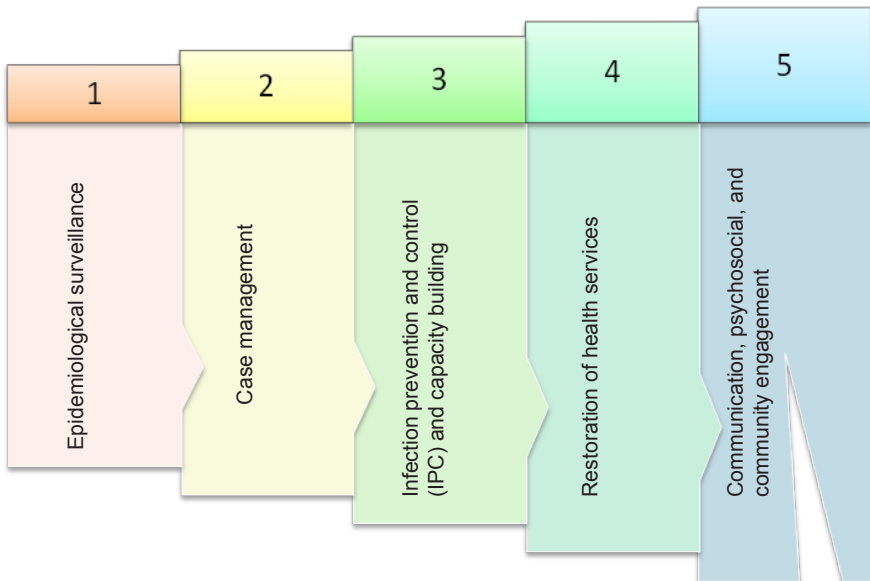 1
2
3
4
5
Epidemiological surveillance
Case management
Infection prevention and control
(IPC) and capacity building
Restoration of health services
Communication, psychosocial, and
community engagement